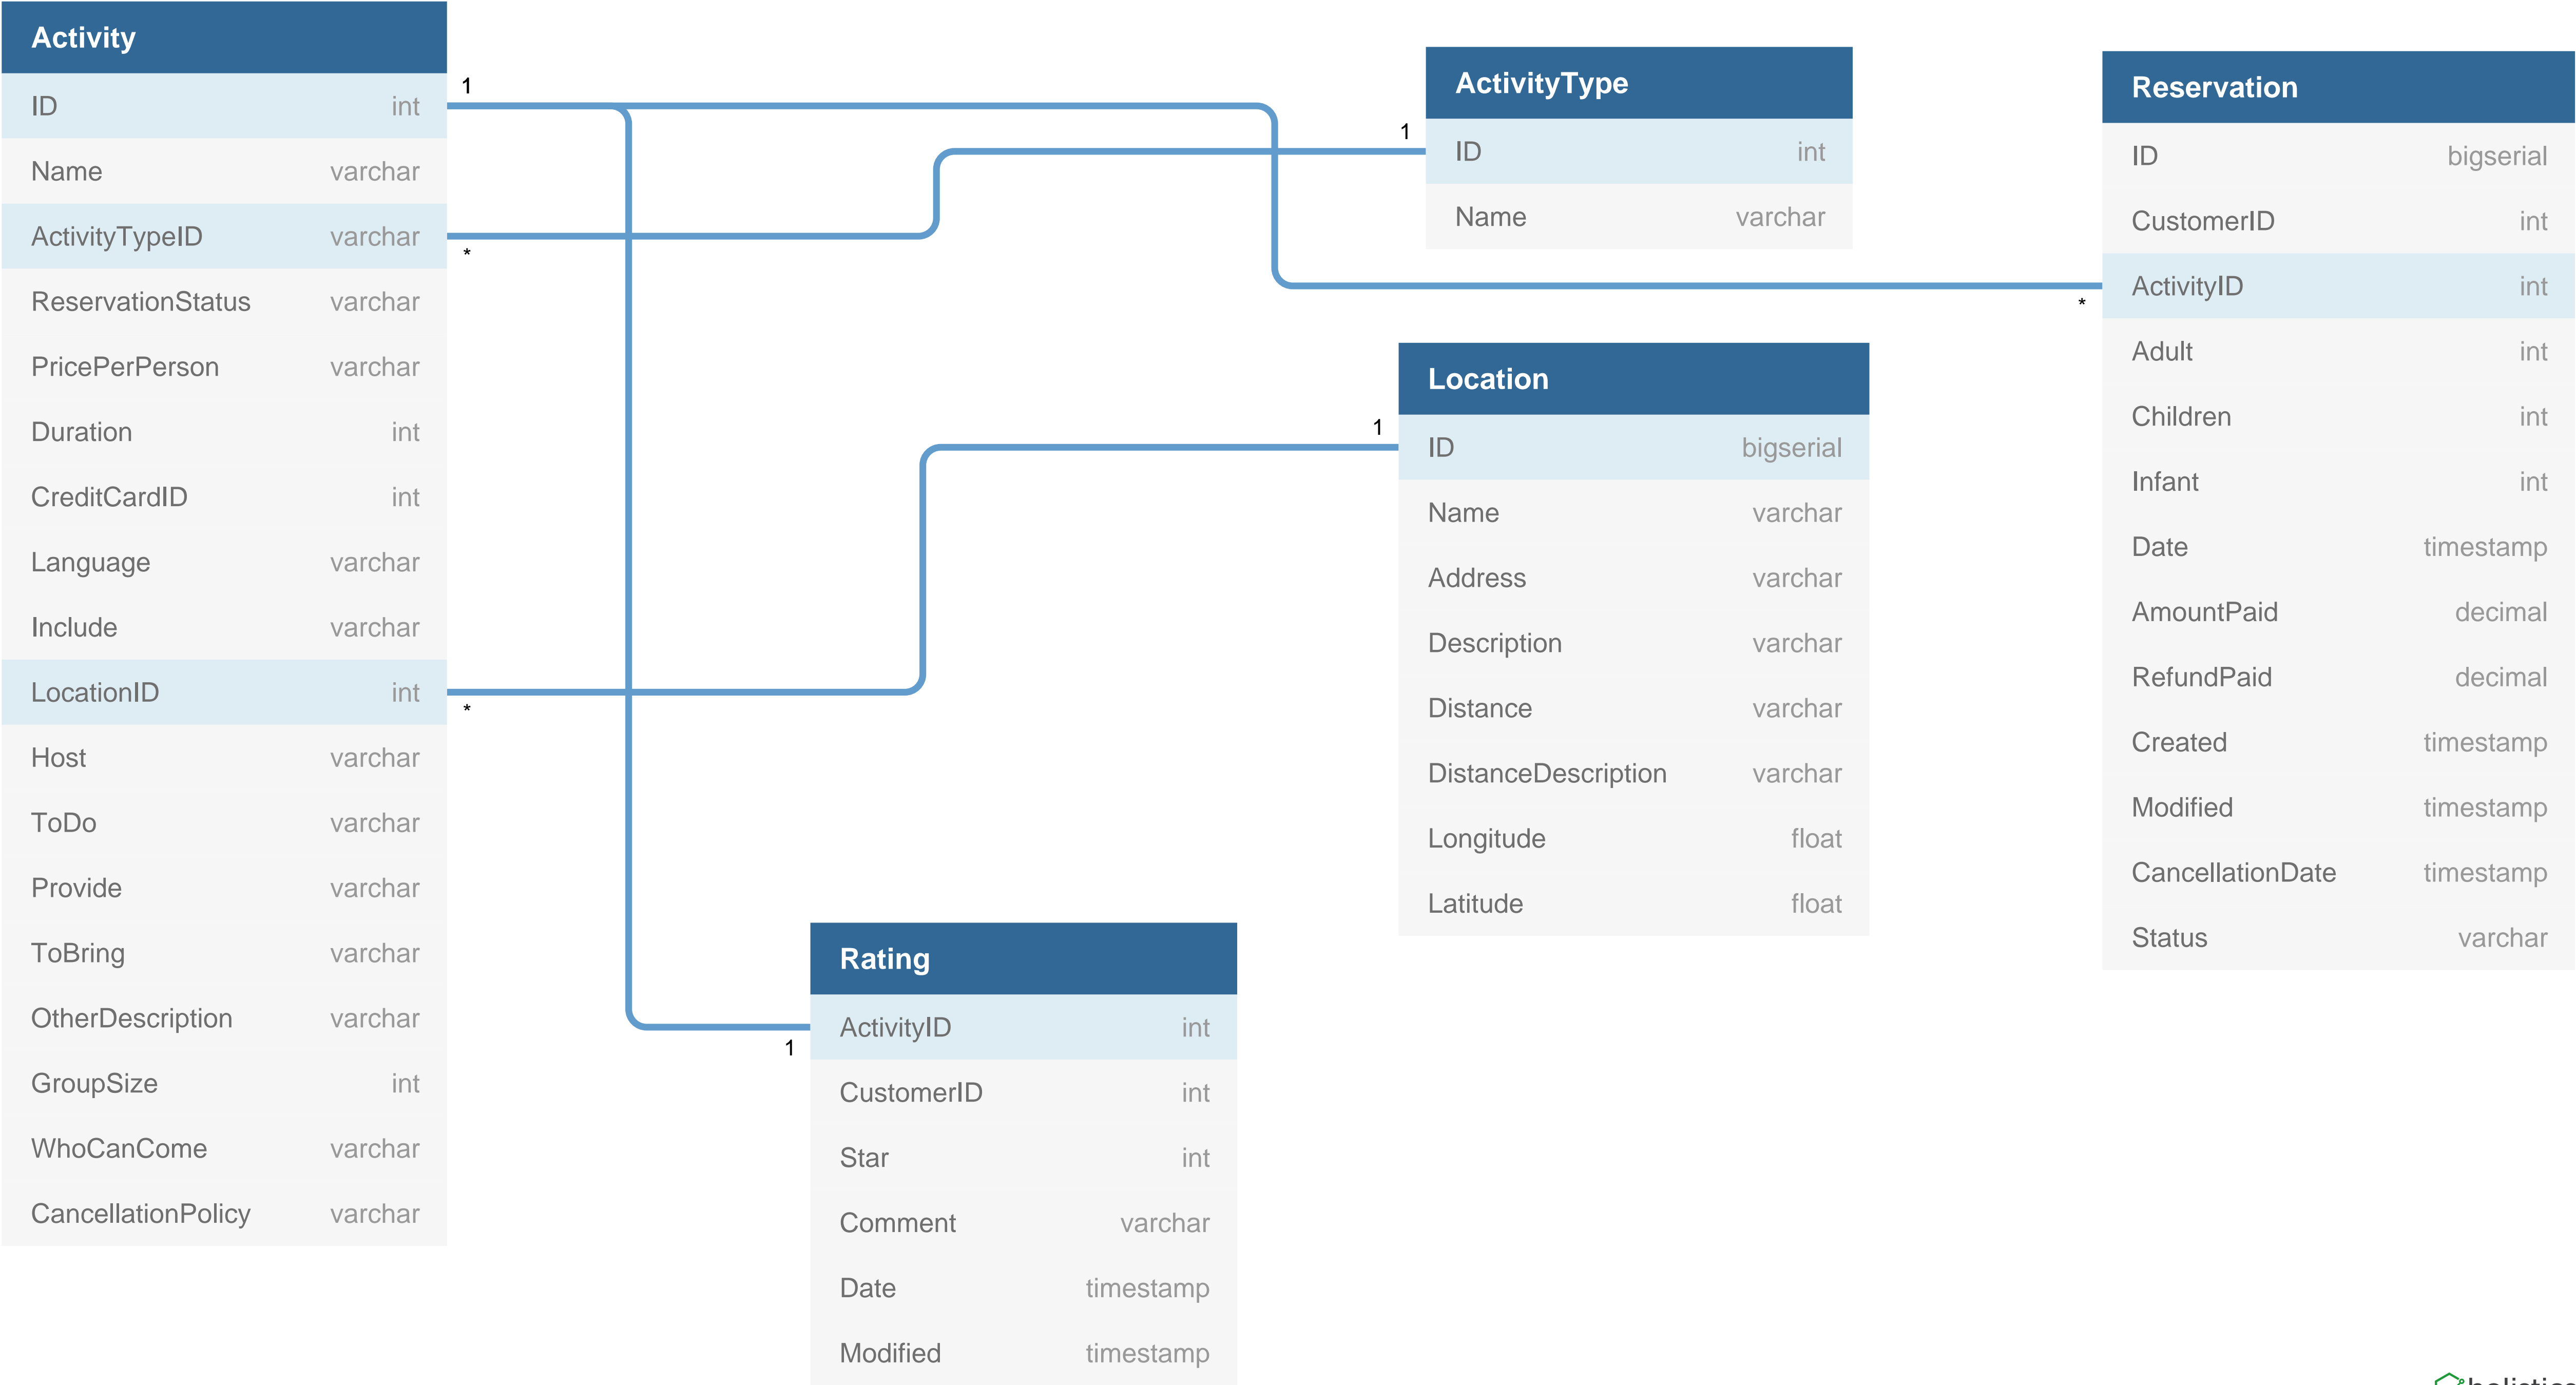 Activity
ID int
Name varchar
ActivityTypeID varchar
ReservationStatus varchar
PricePerPerson varchar
Duration int
CreditCardID int
Language varchar
Include varchar
LocationID int
Host varchar
ToDo varchar
Provide varchar
ToBring varchar
OtherDescription varchar
GroupSize int
WhoCanCome varchar
CancellationPolicy varchar
1
*
*
ActivityType
1
ID int
Name varchar
Location
1
ID bigserial
Name varchar
Address varchar
Description varchar
Distance varchar
DistanceDescription varchar
Longitude float
Latitude float
Rating
ActivityID int
1
CustomerID int
Star int
Comment varchar
Date timestamp
Modified timestamp
Reservation
ID bigserial
CustomerID int
ActivityID int
*
Adult int
Children int
Infant int
Date timestamp
AmountPaid decimal
RefundPaid decimal
Created timestamp
Modified timestamp
CancellationDate timestamp
Status varchar